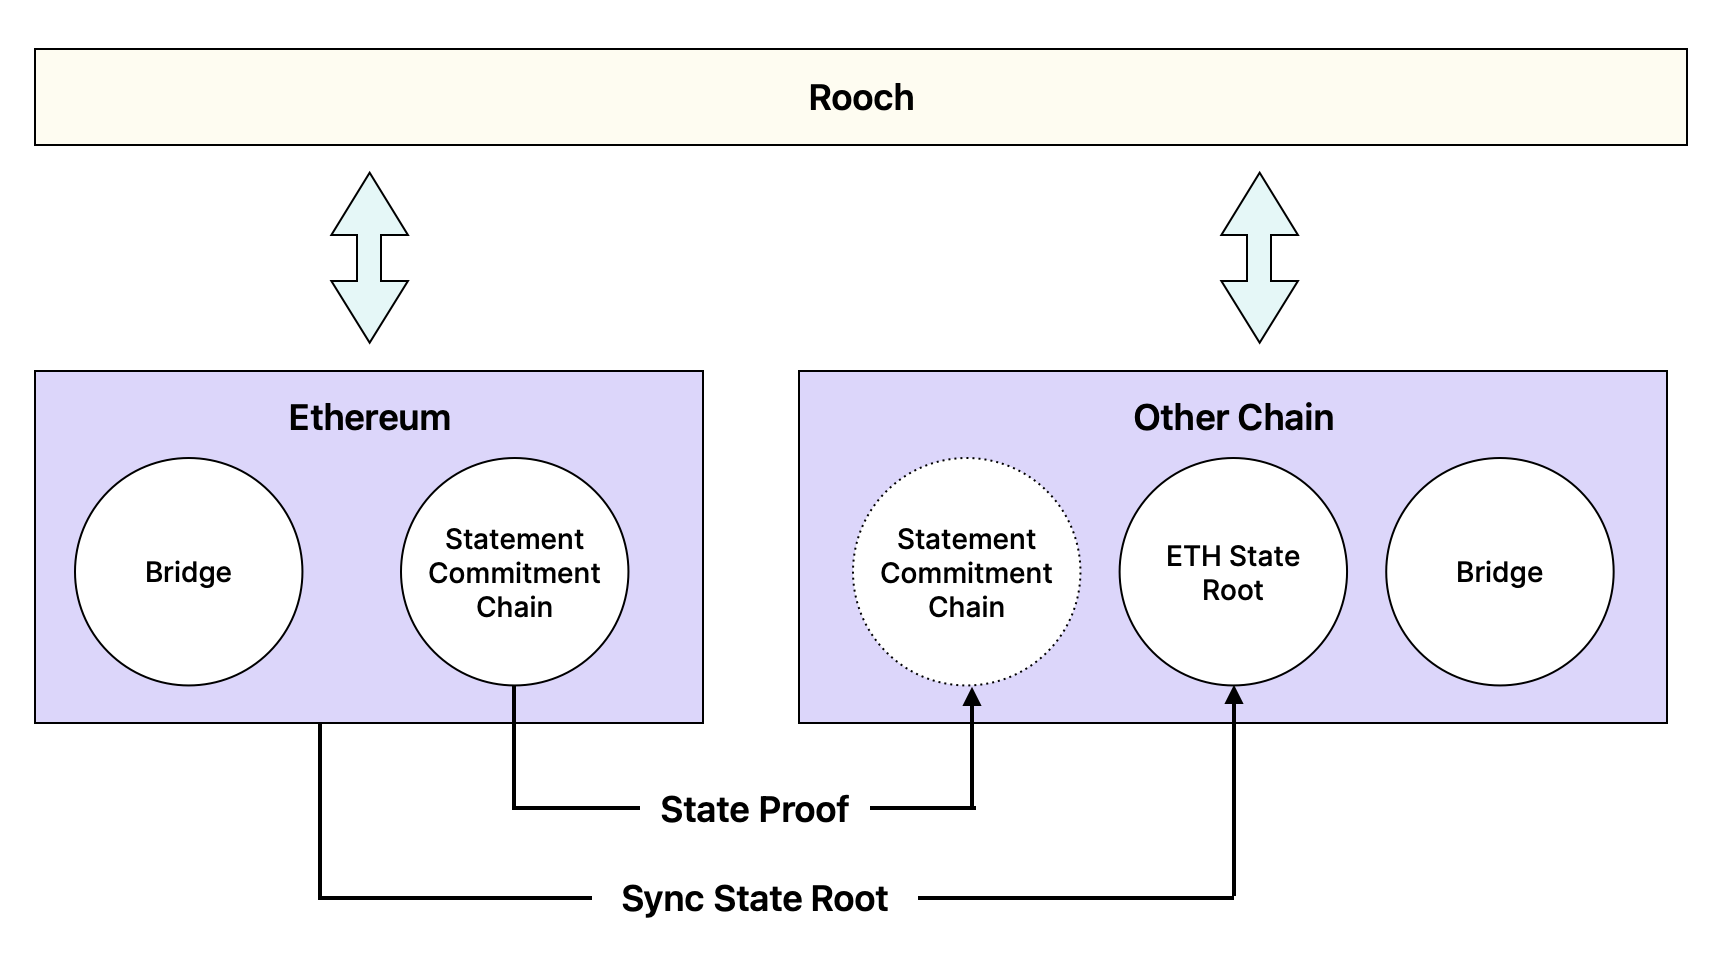 Rooch
Ethereum
Bridge
Statement
Commitment
Chain
Other Chain
Statement
Commitment
Chain
ETH State
Root
Bridge
State Proof
Sync State Root